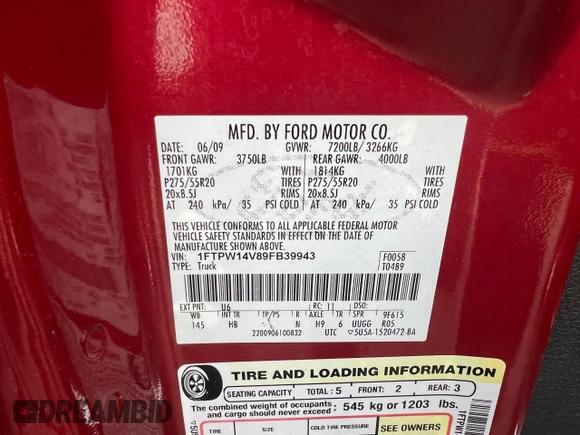 MFD. BY FORD MOTOR CO.
DATE: 06/09 GVWR: 7200LB/ 3266KG
FRONT GAWR: 3750LB REAR GAWR: 4000LB
1701KG WITH 1814KG WITH
P275/55R20 TIRES P275/55R20 TIRES
20x8.5J RIMS 20x8.5J RIMS
AT 240 kPa/ 35 PSI COLD AT 240 kPa/ 35 PSI COLD
THIS VEHICLE CONFORMS TO ALL APPLICABLE FEDERAL MOTOR
VEHICLE SAFETY STANDARDS IN EFFECT ON THE DATE OF
MANUFACTURE SHOWN ABOVE.
VIN: 1FTPW14V89FB39943 F0058
TYPE: Truck T0489
EXT PNT: U6 RC: 11 DSO:
WB INT TR TP/PS R AXLE TR SPR 9F615
145 HB N H9 6 UUGG R05
2200906100832 UTC 5U5A-1520472-BA
TIRE AND LOADING INFORMATION
SEATING CAPACITY TOTAL: 5 FRONT: 2 REAR: 3
The combined weight of occupants
and cargo should never exceed: 545 kg or 1203 lbs.
TIRE SIZE COLD TIRE PRESSURE SEE OWNERS
DREAMBID